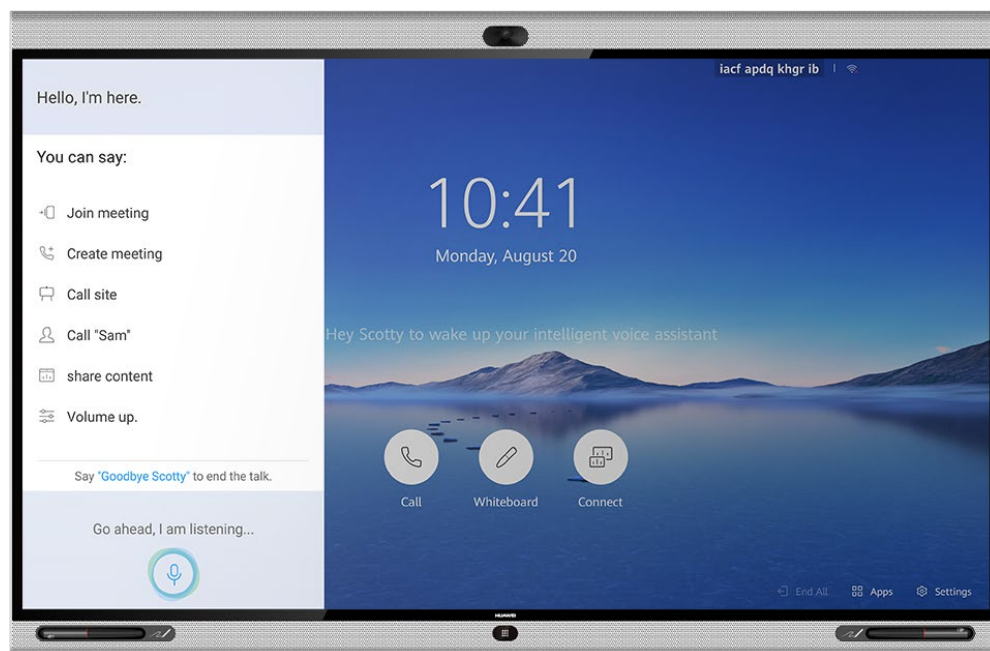 Hello, I'm here.
You can say:
Join meeting
Create meeting
Call site
Call "Sam"
share content
Volume up.
Say "Goodbye Scotty" to end the talk.
Go ahead, I am listening...
iacf apdq khgr ib
10:41
Monday, August 20
Hey Scotty to wake up your intelligent voice assistant
Call
Whiteboard
Connect
End All
Apps
Settings
HUAWEI